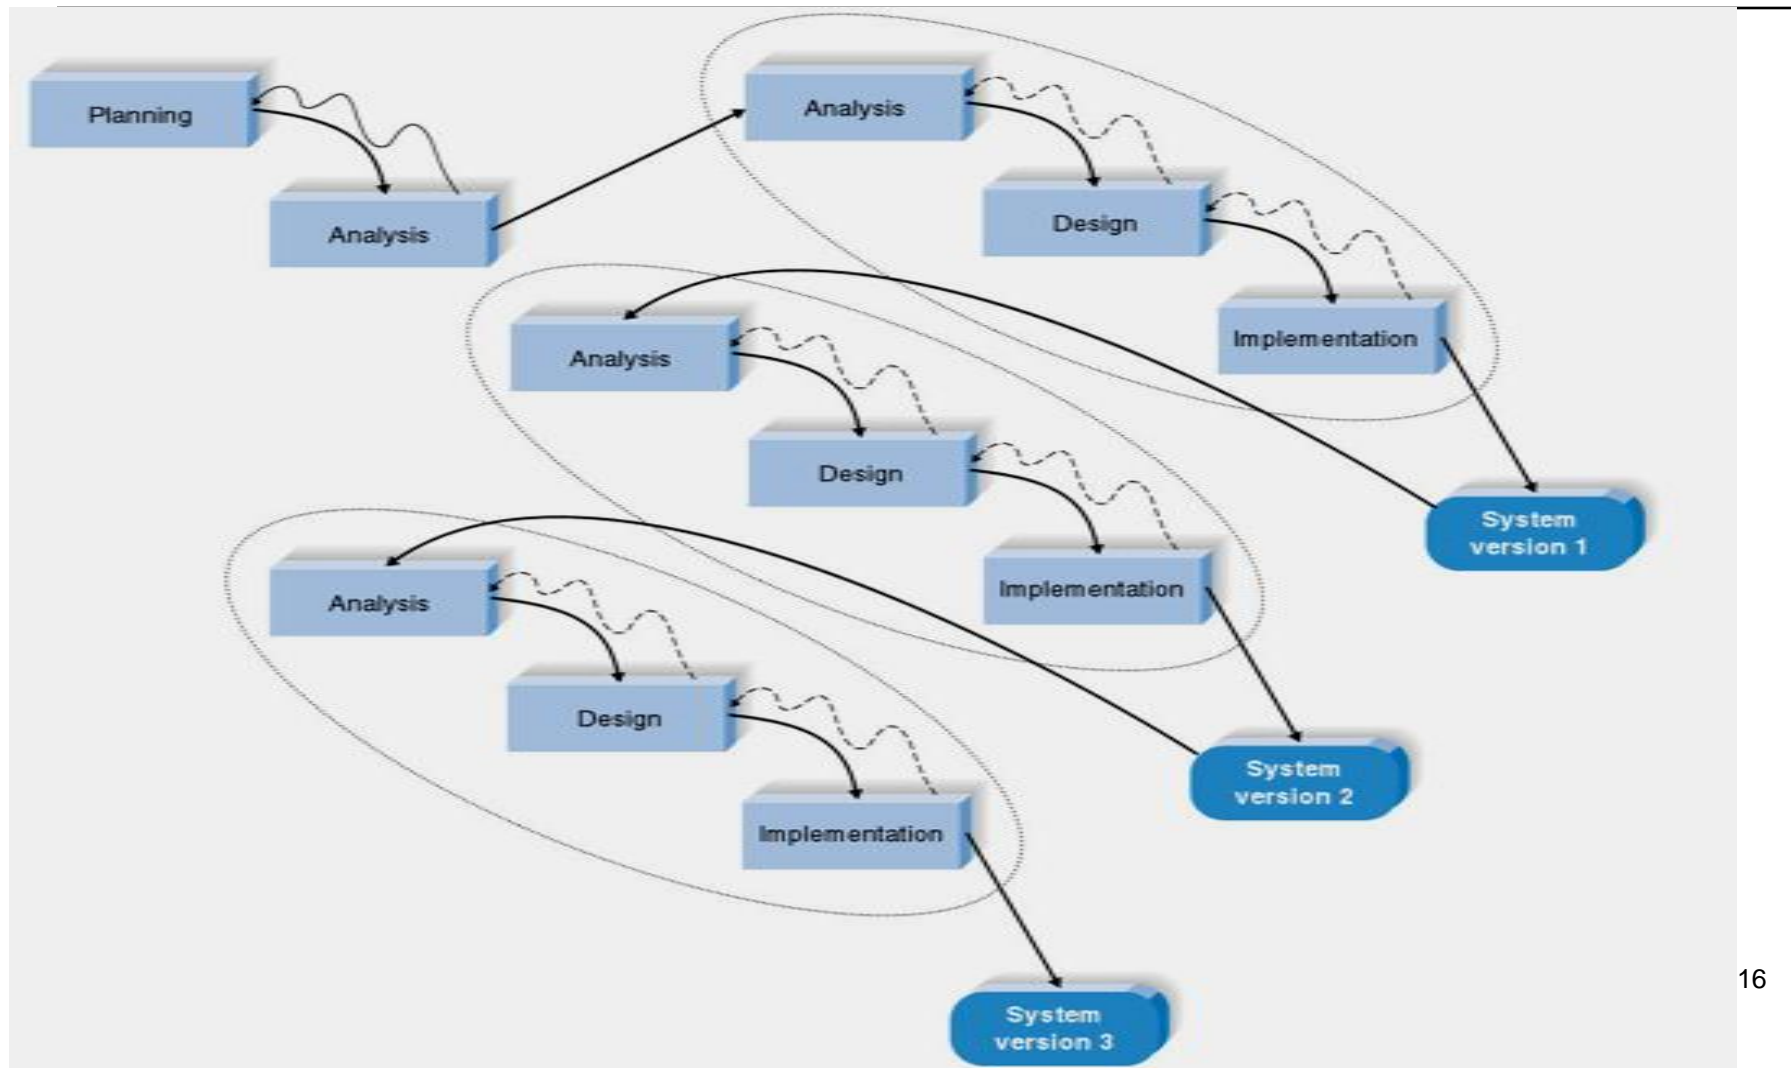 Planning
Analysis
Analysis
Design
Implementation
System
version 1
Analysis
Design
Implementation
System
version 2
Analysis
Design
Implementation
System
version 3
16